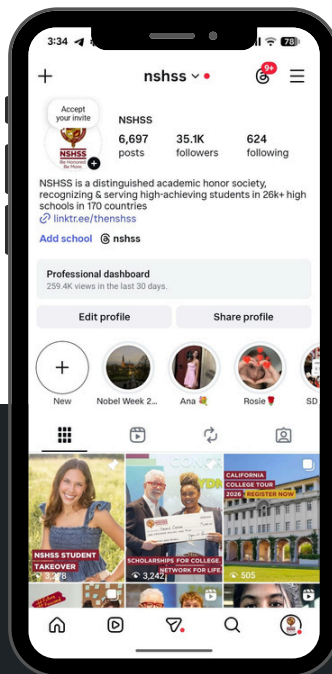 3:34
78
nshss
9+
Accept
your invite
NSHSS
Be Honored
Be More
NSHSS
6,697 35.1K 624
posts followers following
NSHSS is a distinguished academic honor society,
recognizing & serving high-achieving students in 26k+ high
schools in 170 countries
linktr.ee/thenshss
Add school nshss
Professional dashboard
259.4K views in the last 30 days.
Edit profile Share profile
New Nobel Week 2... Ana Rosie SD
NSHSS STUDENT
TAKEOVER
3,278
SCHOLARSHIPS FOR COLLEGE.
NETWORK FOR LIFE.
3,242
CALIFORNIA
COLLEGE TOUR
2026 REGISTER NOW
505